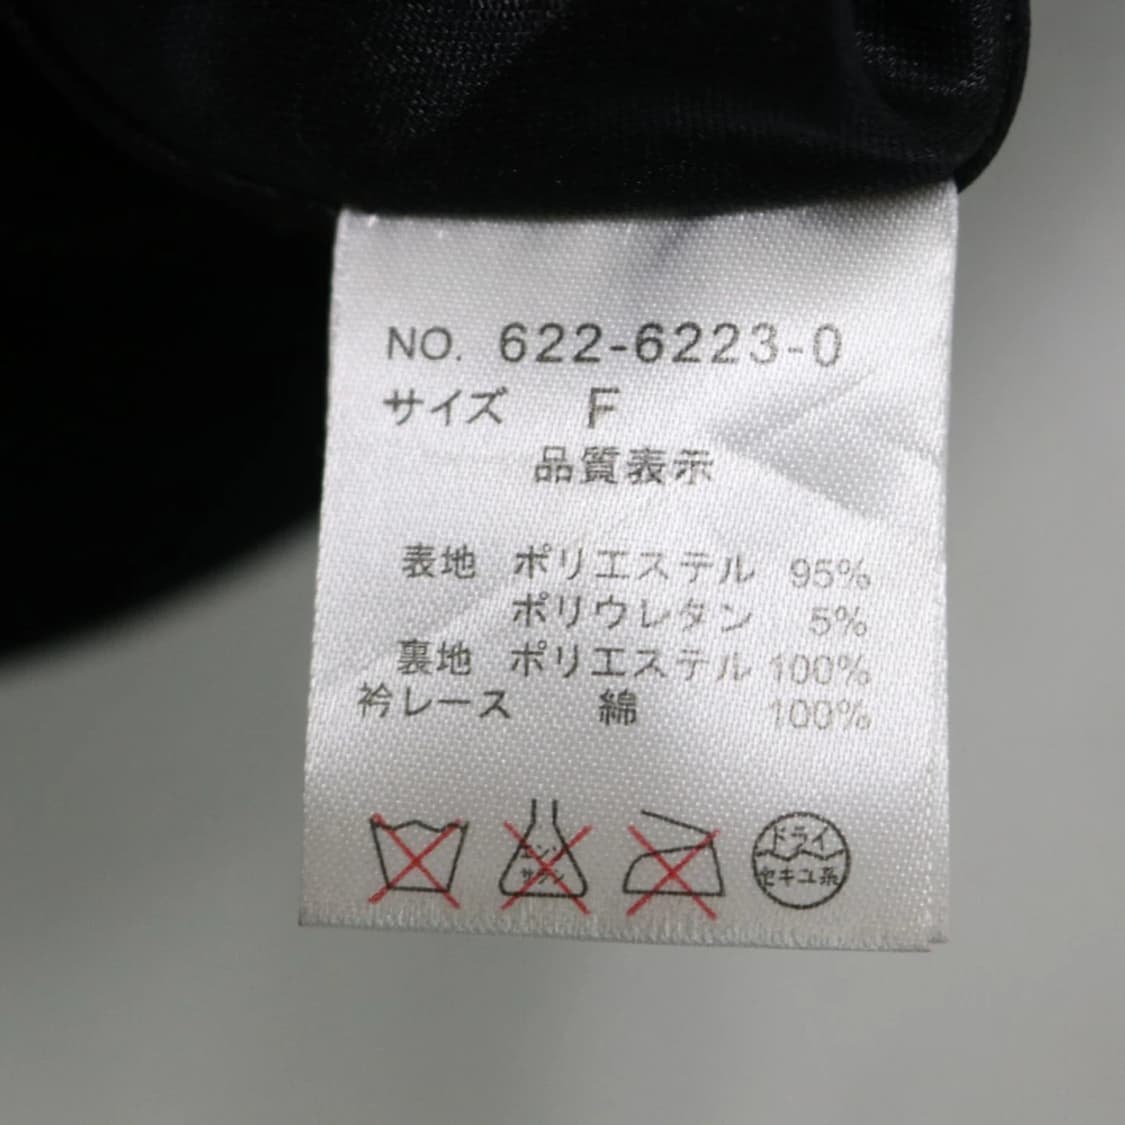 NO. 622-6223-0
サイズ F
品質表示
表地 ポリエステル 95%
ポリウレタン 5%
裏地 ポリエステル 100%
衿レース 綿 100%
エンソ
サラシ
ドライ
セキユ系